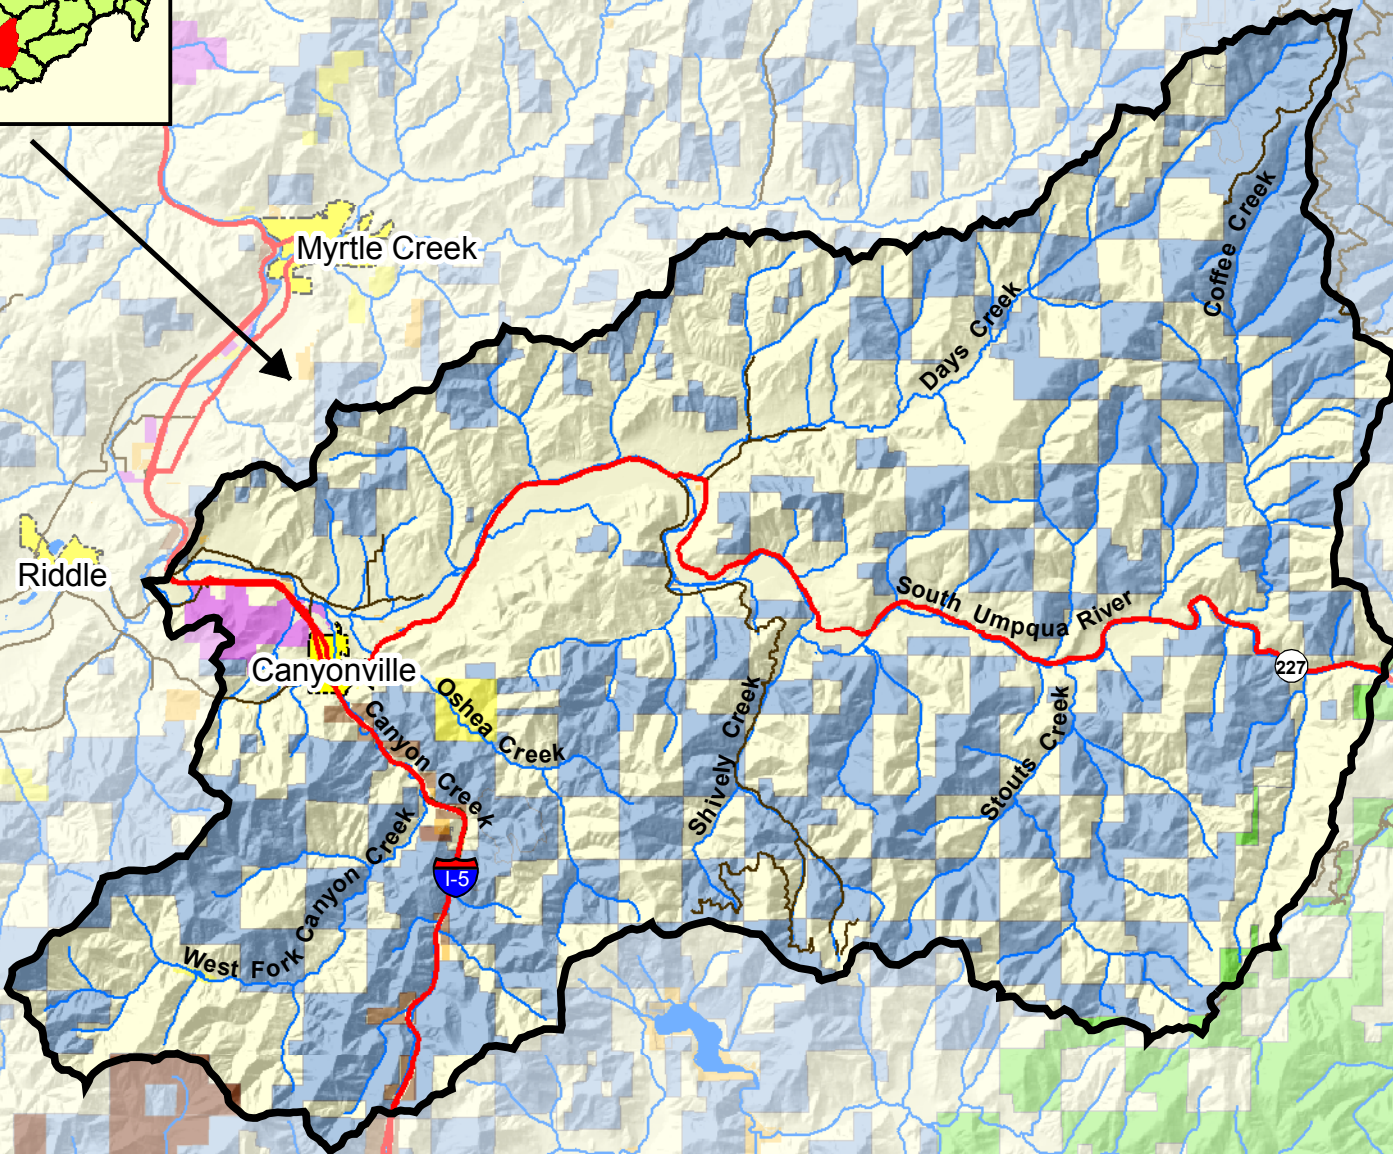 Myrtle Creek
Coffee Creek
Days Creek
Riddle
South Umpqua River
Canyonville
227
Oshea Creek
Canyon Creek
Shively Creek
Stouts Creek
West Fork Canyon Creek
I-5